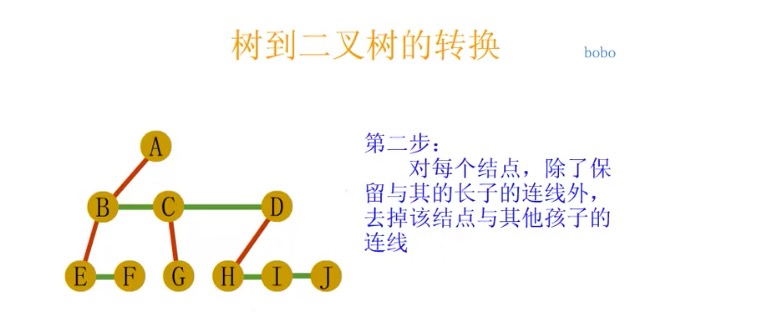 树到二叉树的转换
bobo
A
B C D
E F G H I J
第二步:
对每个结点，除了保
留与其的长子的连线外，
去掉该结点与其他孩子的
连线